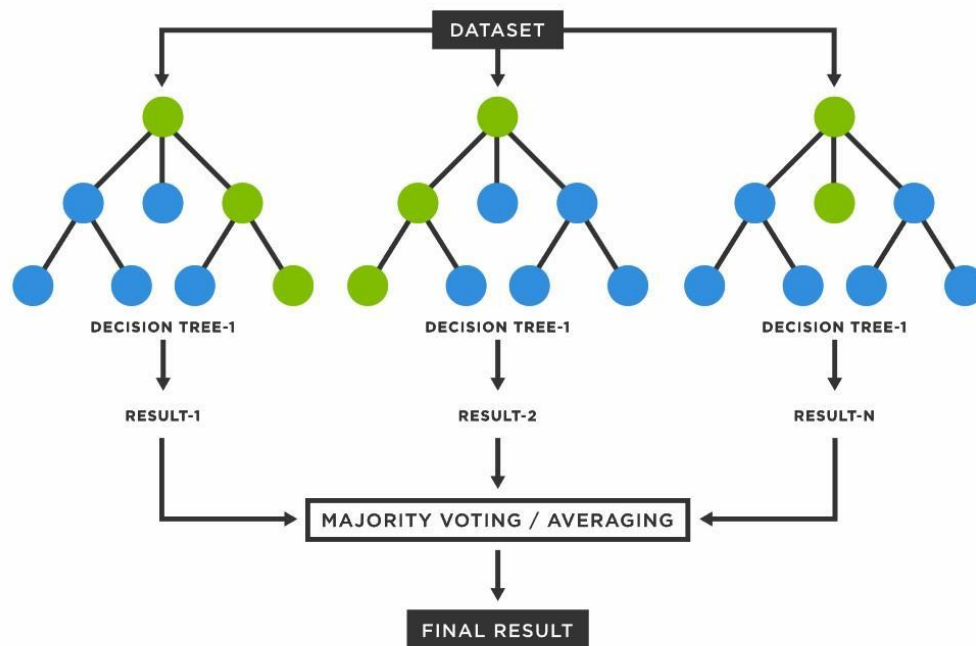 DATASET
DECISION TREE-1
DECISION TREE-1
DECISION TREE-1
RESULT-1
RESULT-2
RESULT-N
MAJORITY VOTING / AVERAGING
FINAL RESULT